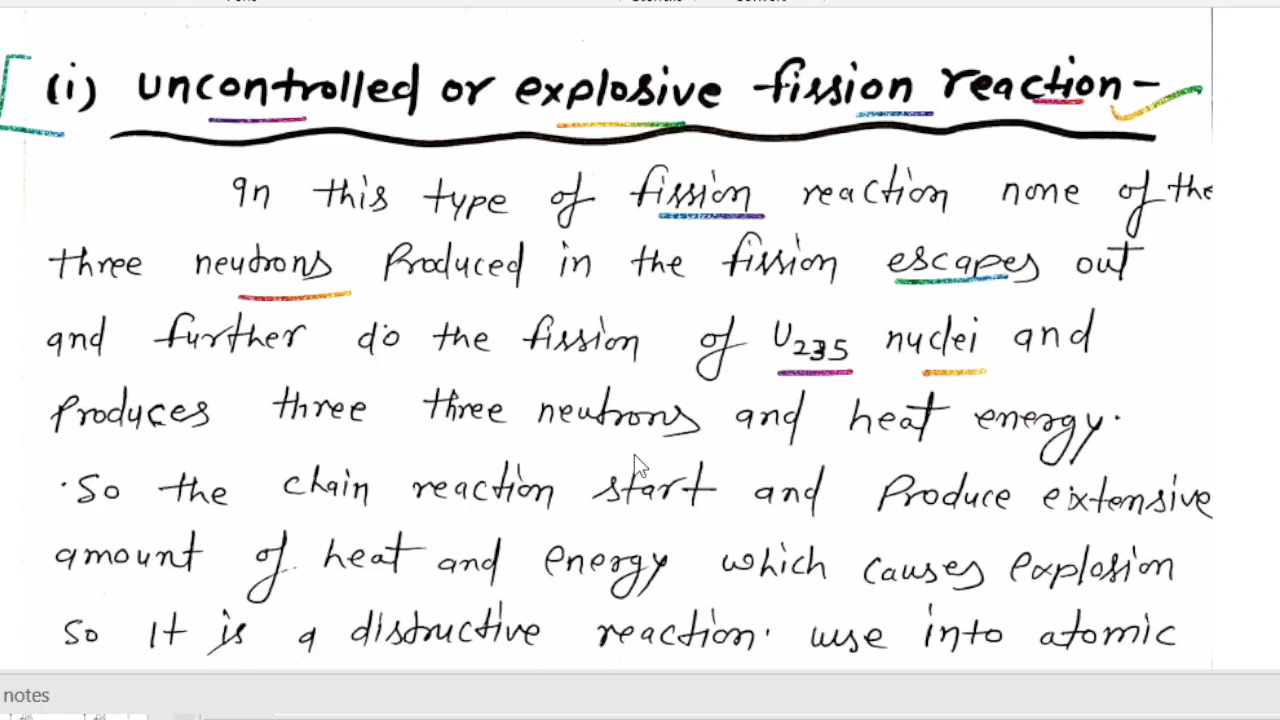 (i) uncontrolled or explosive fission reaction -
In this type of fission reaction none of the
three neutrons produced in the fission escapes out
and further do the fission of U235 nuclei and
produces three three neutrons and heat energy.
.So the chain reaction start and produce extensive
amount of heat and energy which causes explosion
so It is a distructive reaction. use into atomic
notes